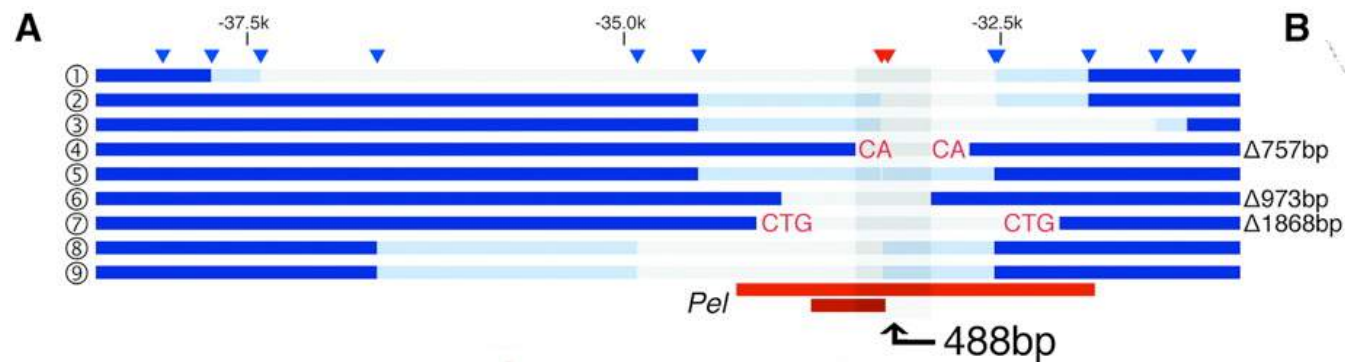 A
-37.5k
-35.0k
-32.5k
B
①
②
③
④ CA CA Δ757bp
⑤
⑥ Δ973bp
⑦ CTG CTG Δ1868bp
⑧
⑨
Pel
488bp